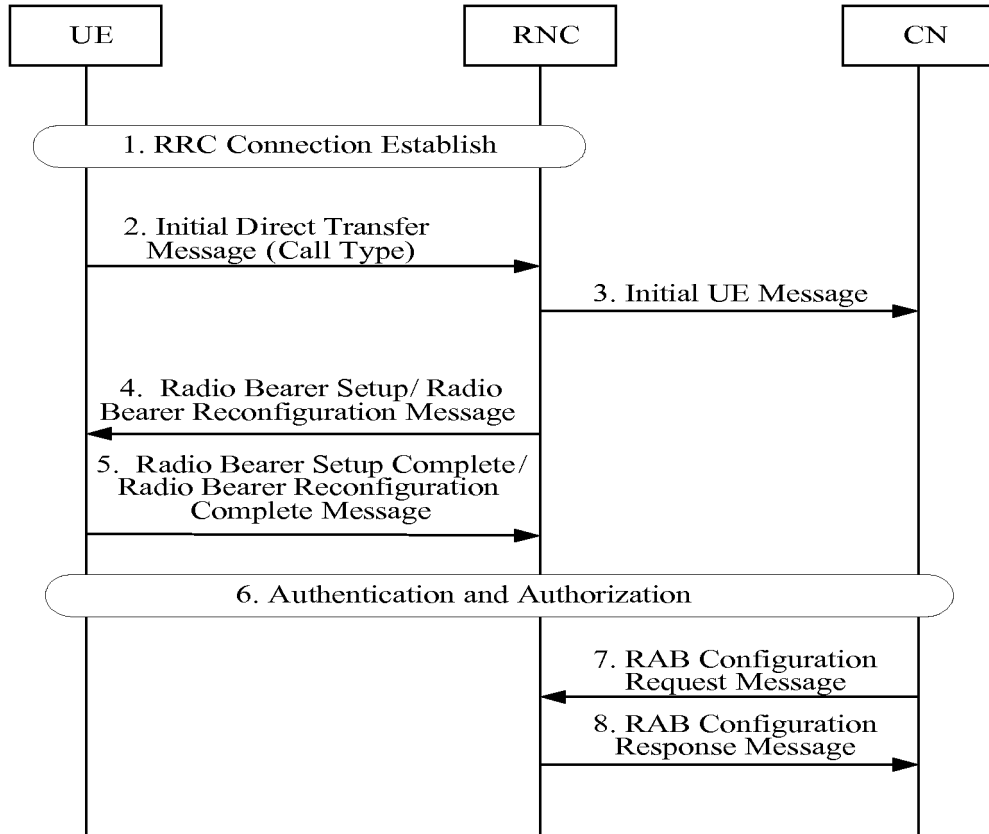 UE
RNC
CN
1. RRC Connection Establish
2. Initial Direct Transfer
Message (Call Type)
3. Initial UE Message
4. Radio Bearer Setup/ Radio
Bearer Reconfiguration Message
5. Radio Bearer Setup Complete/
Radio Bearer Reconfiguration
Complete Message
6. Authentication and Authorization
7. RAB Configuration
Request Message
8. RAB Configuration
Response Message